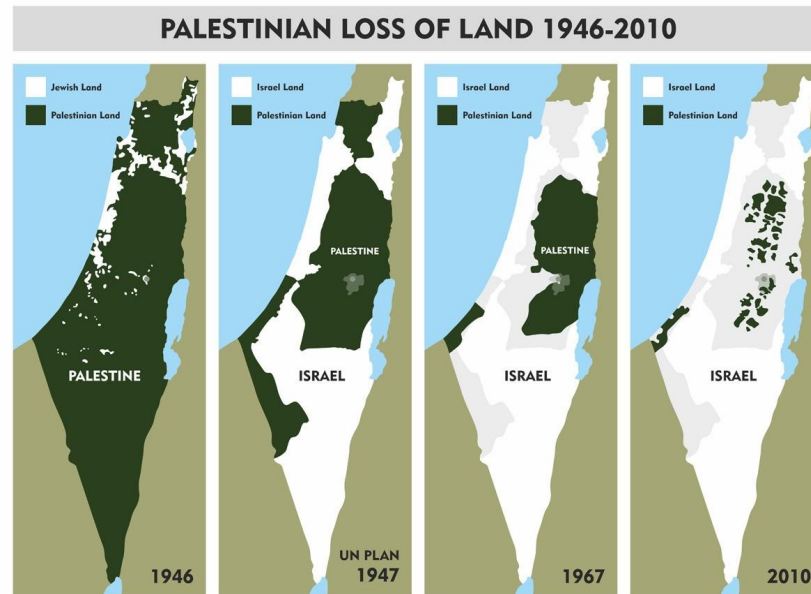 PALESTINIAN LOSS OF LAND 1946-2010
Jewish Land
Palestinian Land
PALESTINE
1946
Israel Land
Palestinian Land
PALESTINE
ISRAEL
UN PLAN
1947
Israel Land
Palestinian Land
PALESTINE
ISRAEL
1967
Israel Land
Palestinian Land
ISRAEL
2010